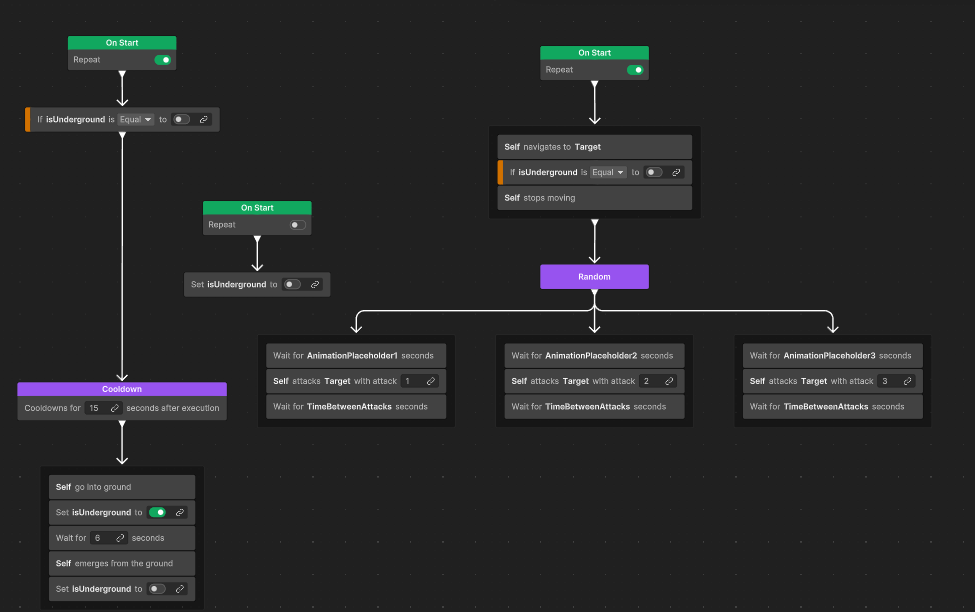 On Start
Repeat
If isUnderground is Equal to
Cooldown
Cooldowns for 15 seconds after execution
Self go into ground
Set isUnderground to
Wait for 6 seconds
Self emerges from the ground
Set isUnderground to
On Start
Repeat
Set isUnderground to
On Start
Repeat
Self navigates to Target
If isUnderground is Equal to
Self stops moving
Random
Wait for AnimationPlaceholder1 seconds
Self attacks Target with attack 1
Wait for TimeBetweenAttacks seconds
Wait for AnimationPlaceholder2 seconds
Self attacks Target with attack 2
Wait for TimeBetweenAttacks seconds
Wait for AnimationPlaceholder3 seconds
Self attacks Target with attack 3
Wait for TimeBetweenAttacks seconds